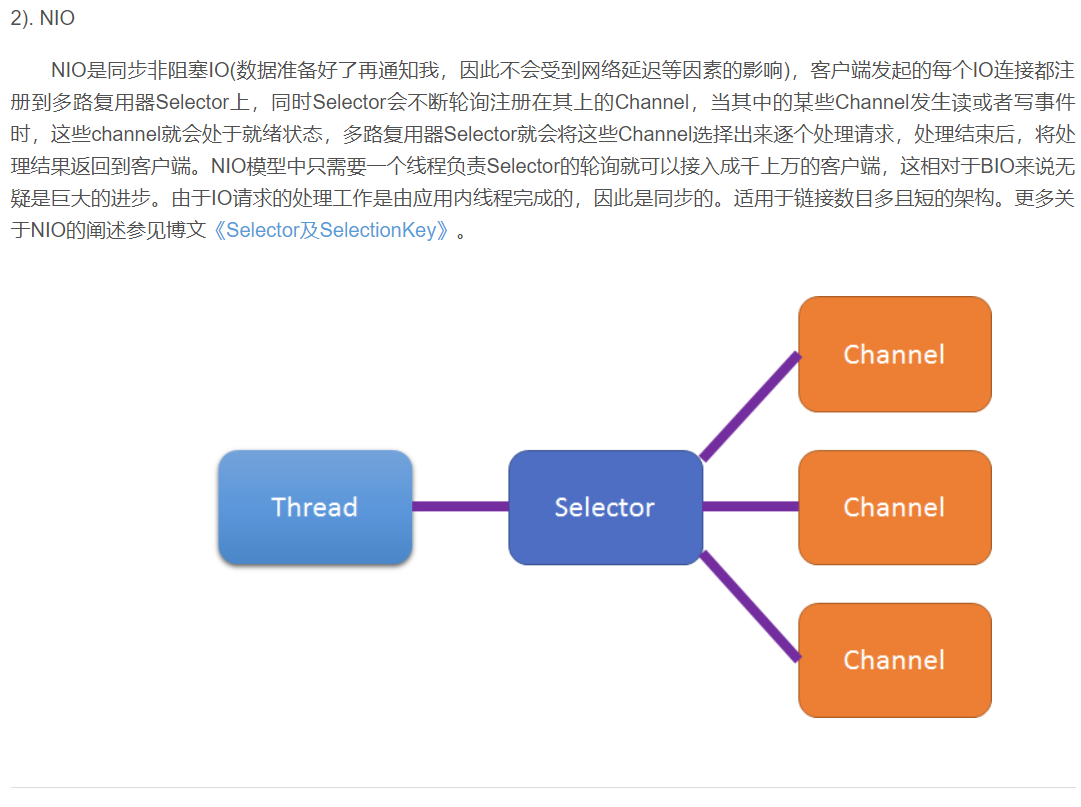 2). NIO
NIO是同步非阻塞IO(数据准备好了再通知我，因此不会受到网络延迟等因素的影响)，客户端发起的每个IO连接都注
册到多路复用器Selector上，同时Selector会不断轮询注册在其上的Channel，当其中的某些Channel发生读或者写事件
时，这些channel就会处于就绪状态，多路复用器Selector就会将这些Channel选择出来逐个处理请求，处理结束后，将处
理结果返回到客户端。NIO模型中只需要一个线程负责Selector的轮询就可以接入成千上万的客户端，这相对于BIO来说无
疑是巨大的进步。由于IO请求的处理工作是由应用内线程完成的，因此是同步的。适用于链接数目多且短的架构。更多关
于NIO的阐述参见博文《Selector及SelectionKey》。
Channel
Thread
Selector
Channel
Channel